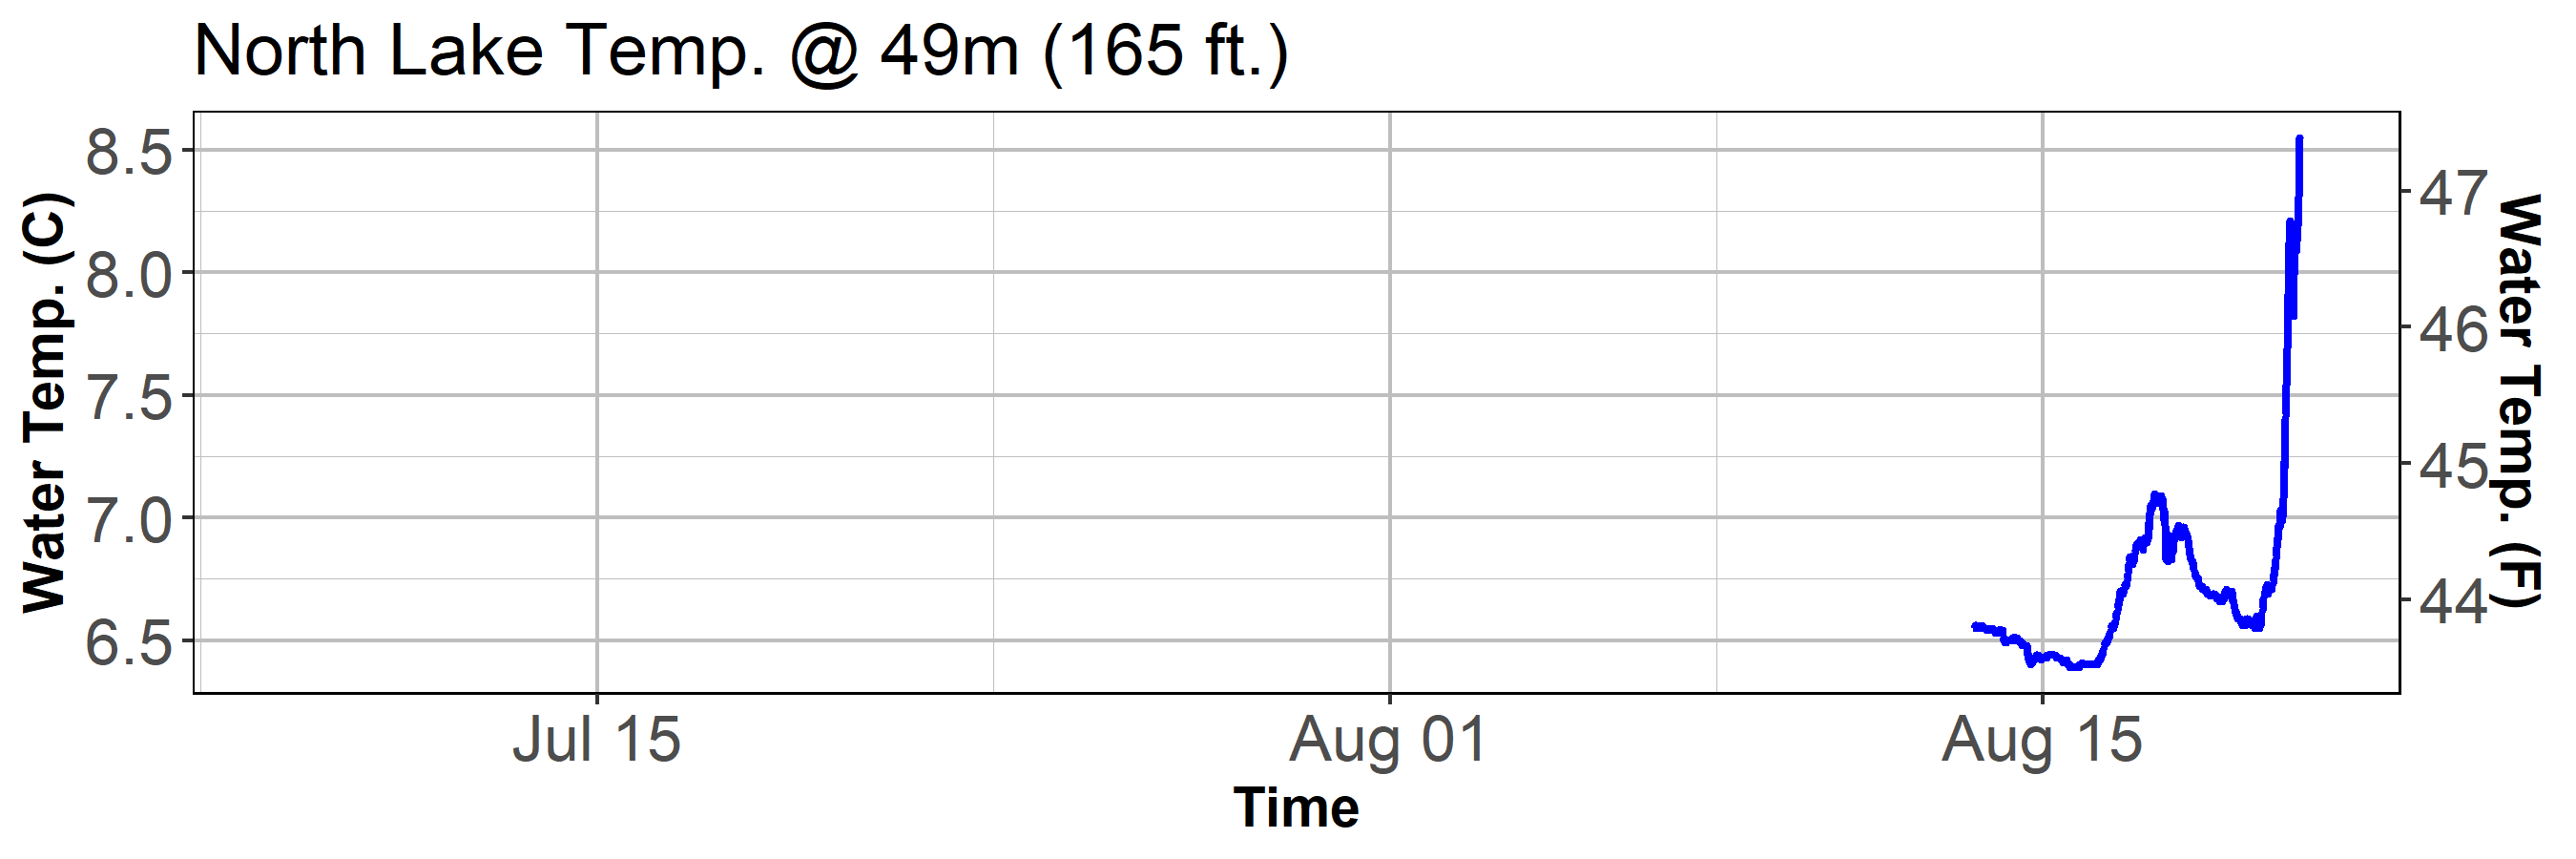 North Lake Temp. @ 49m (165 ft.)
Water Temp. (C)
8.5
8.0
7.5
7.0
6.5
47
46
45
44
Water Temp. (F)
Jul 15
Aug 01
Aug 15
Time